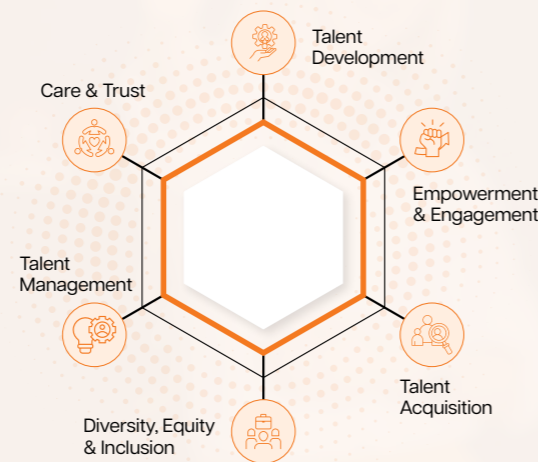 Talent
Development
Care & Trust
Empowerment
& Engagement
Talent
Management
Talent
Acquisition
Diversity, Equity
& Inclusion